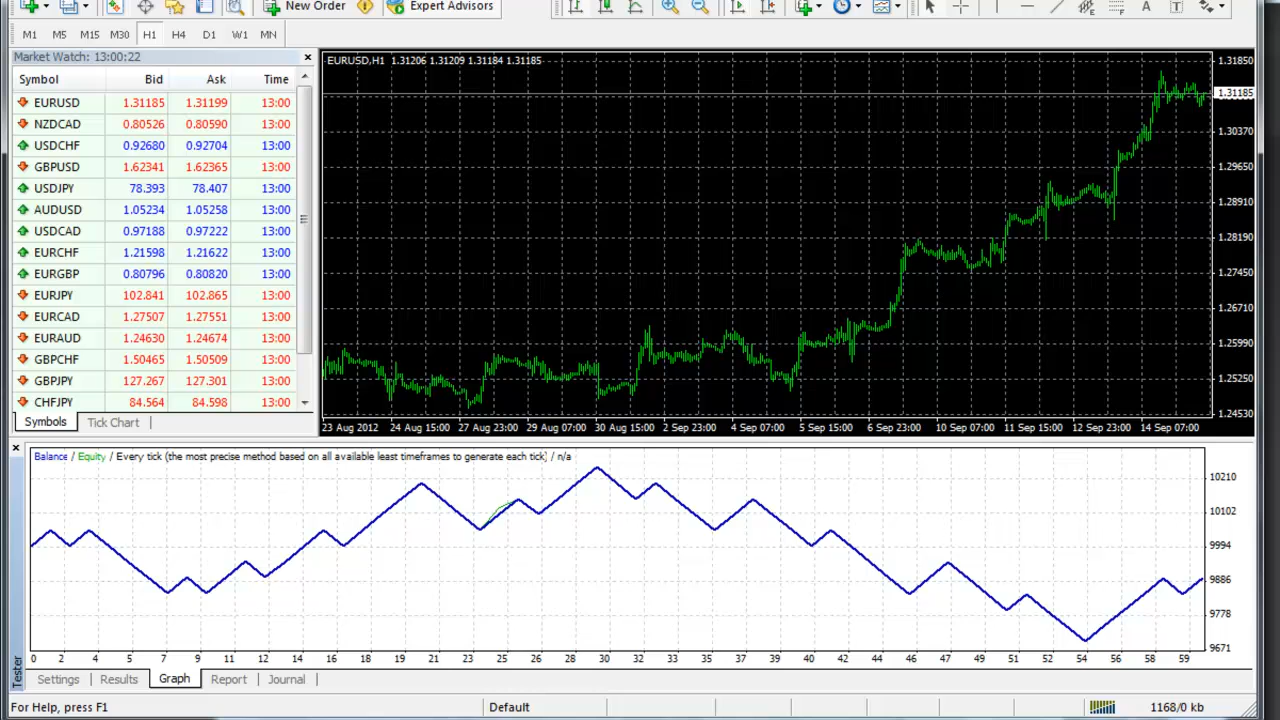 New Order Expert Advisors A T
M1 M5 M15 M30 H1 H4 D1 W1 MN
Market Watch: 13:00:22
Symbol Bid Ask Time
EURUSD 1.31185 1.31199 13:00
NZDCAD 0.80526 0.80590 13:00
USDCHF 0.92680 0.92704 13:00
GBPUSD 1.62341 1.62365 13:00
USDJPY 78.393 78.407 13:00
AUDUSD 1.05234 1.05258 13:00
USDCAD 0.97188 0.97222 13:00
EURCHF 1.21598 1.21622 13:00
EURGBP 0.80796 0.80820 13:00
EURJPY 102.841 102.865 13:00
EURCAD 1.27507 1.27551 13:00
EURAUD 1.24630 1.24674 13:00
GBPCHF 1.50465 1.50509 13:00
GBPJPY 127.267 127.301 13:00
CHFJPY 84.564 84.598 13:00
Symbols Tick Chart
EURUSD,H1 1.31206 1.31209 1.31184 1.31185
1.31850
1.31185
1.30370
1.29650
1.28910
1.28190
1.27450
1.26710
1.25990
1.25250
1.24530
23 Aug 2012 24 Aug 15:00 27 Aug 23:00 29 Aug 07:00 30 Aug 15:00 2 Sep 23:00 4 Sep 07:00 5 Sep 15:00 6 Sep 23:00 10 Sep 07:00 11 Sep 15:00 12 Sep 23:00 14 Sep 07:00
Balance / Equity / Every tick (the most precise method based on all available least timeframes to generate each tick) / n/a
10210
10102
9994
9886
9778
9671
0 2 4 5 7 9 11 12 14 16 18 19 21 23 25 26 28 30 32 33 35 37 39 40 42 44 46 47 49 51 52 54 56 58 59
Tester
Settings Results Graph Report Journal
For Help, press F1 Default 1168/0 kb